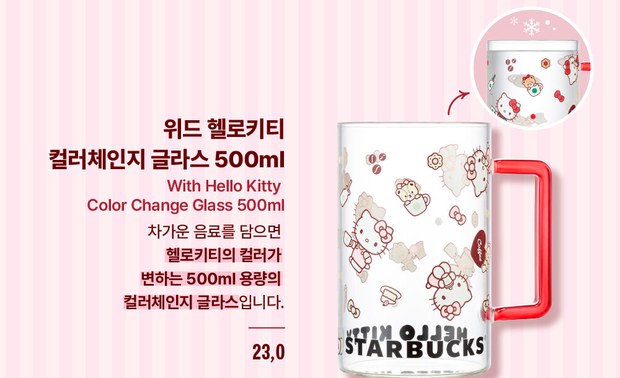 위드 헬로키티
컬러체인지 글라스 500ml
With Hello Kitty
Color Change Glass 500ml
차가운 음료를 담으면
헬로키티의 컬러가
변하는 500ml 용량의
컬러체인지 글라스입니다.
23,0
HELLO KITTY
STARBUCKS